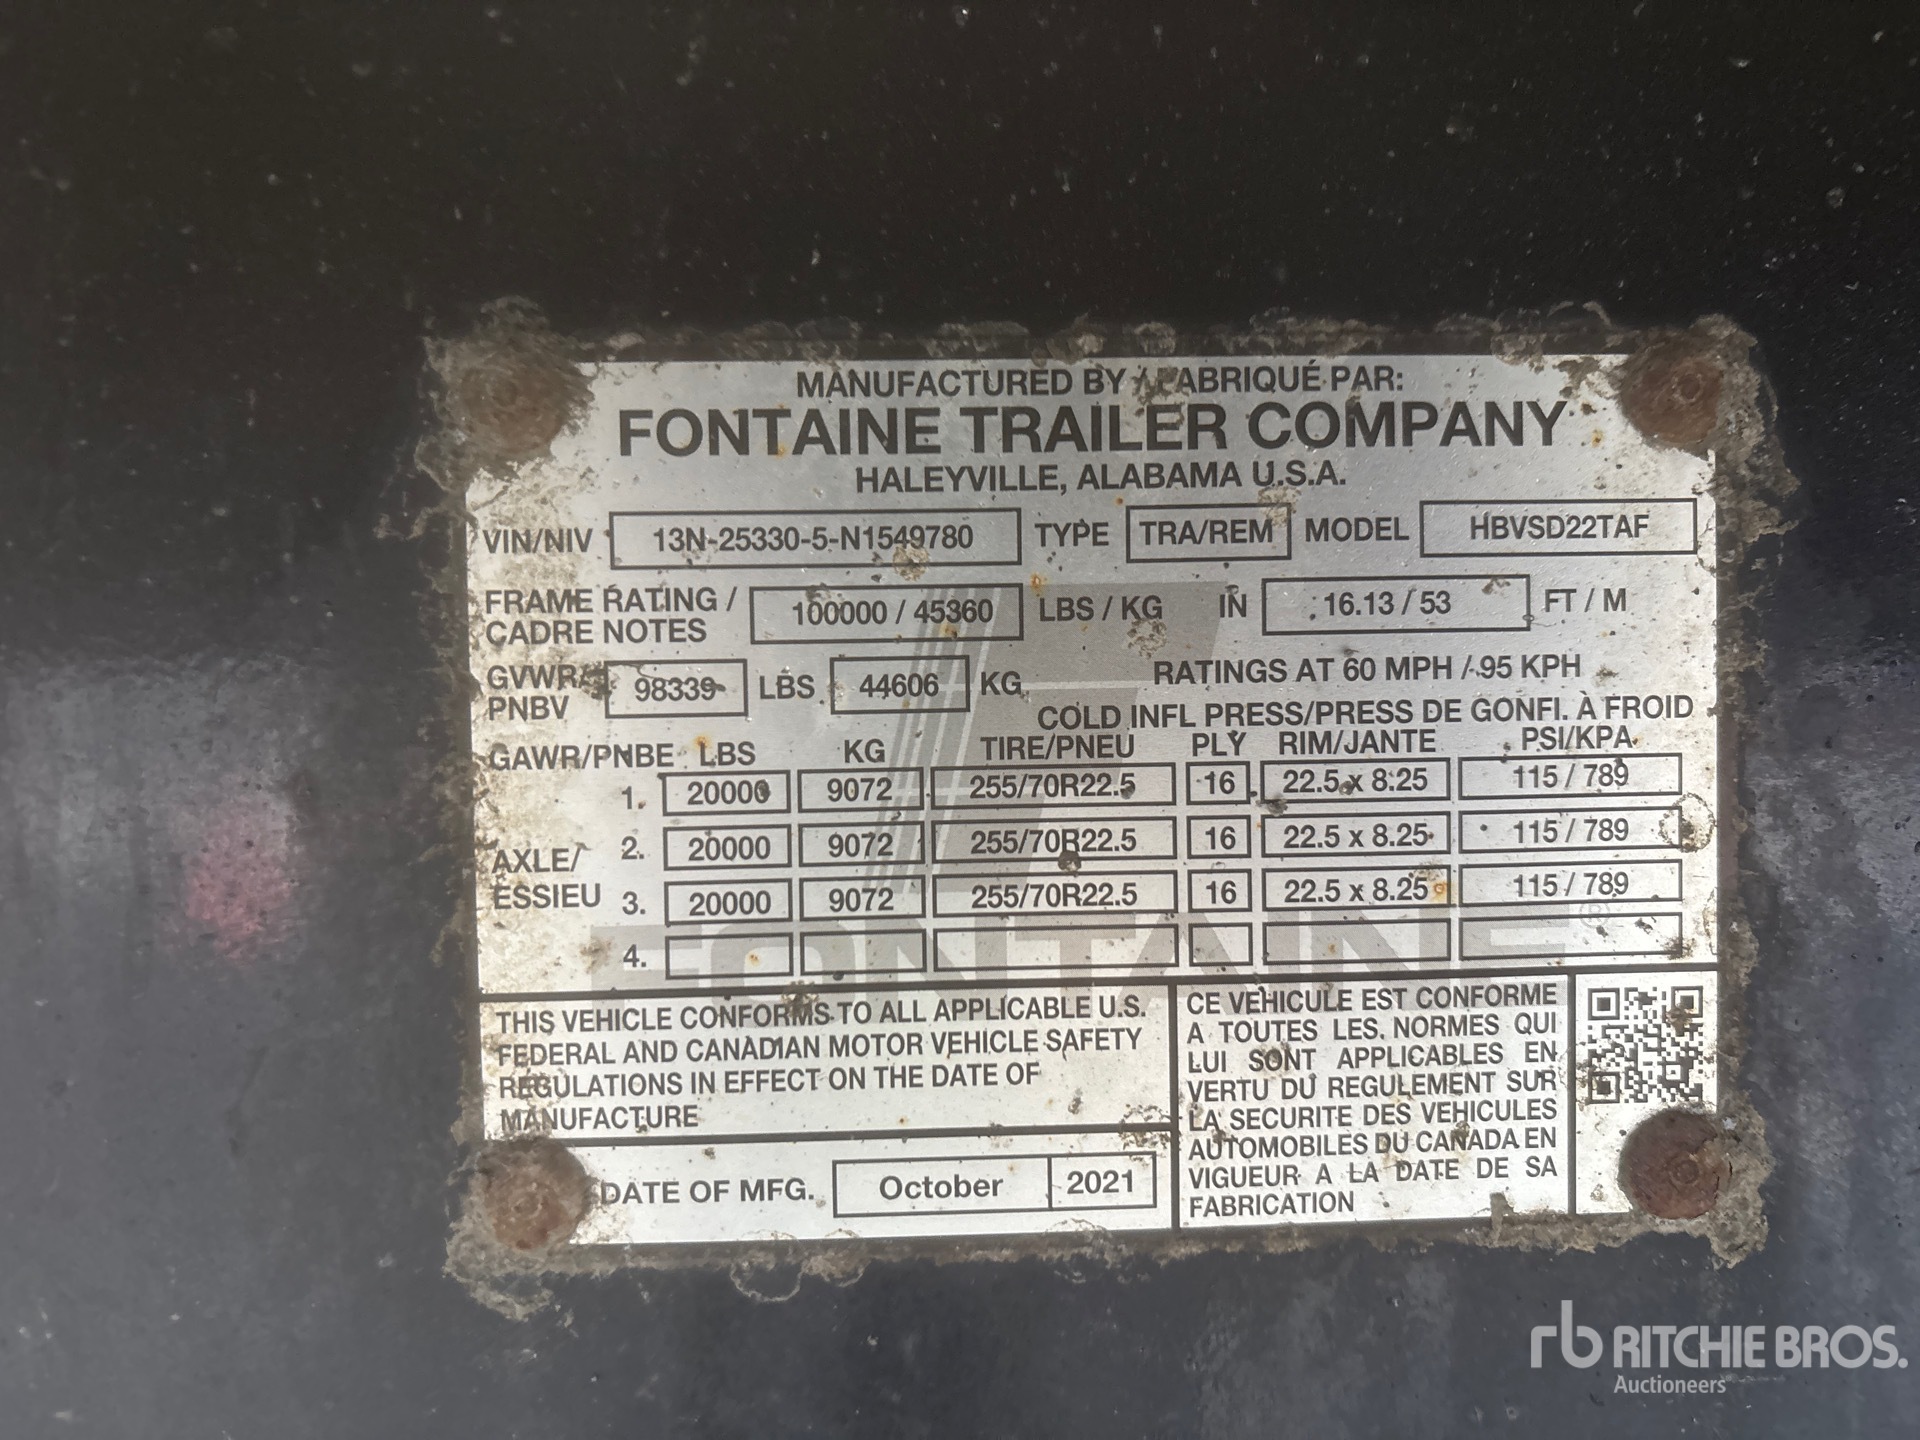 MANUFACTURED BY / FABRIQUÉ PAR:
FONTAINE TRAILER COMPANY
HALEYVILLE, ALABAMA U.S.A.
VIN/NIV 13N-25330-5-N1549780 TYPE TRA/REM MODEL HBVSD22TAF
FRAME RATING / CADRE NOTES 100000 / 45360 LBS / KG IN 16.13 / 53 FT / M
GVWR/ PNBV 98339 LBS 44606 KG RATINGS AT 60 MPH / 95 KPH
COLD INFL PRESS/PRESS DE GONFL. À FROID
GAWR/PNBE LBS KG TIRE/PNEU PLY RIM/JANTE PSI/KPA
1. 20000 9072 255/70R22.5 16 22.5 x 8.25 115 / 789
AXLE/ ESSIEU
2. 20000 9072 255/70R22.5 16 22.5 x 8.25 115 / 789
3. 20000 9072 255/70R22.5 16 22.5 x 8.25 115 / 789
4.
FONTAINE ®
THIS VEHICLE CONFORMS TO ALL APPLICABLE U.S.
FEDERAL AND CANADIAN MOTOR VEHICLE SAFETY
REGULATIONS IN EFFECT ON THE DATE OF
MANUFACTURE
DATE OF MFG. October 2021
CE VEHICULE EST CONFORME
A TOUTES LES NORMES QUI
LUI SONT APPLICABLES EN
VERTU DU REGULEMENT SUR
LA SECURITE DES VEHICULES
AUTOMOBILES DU CANADA EN
VIGUEUR A LA DATE DE SA
FABRICATION
rb RITCHIE BROS.
Auctioneers